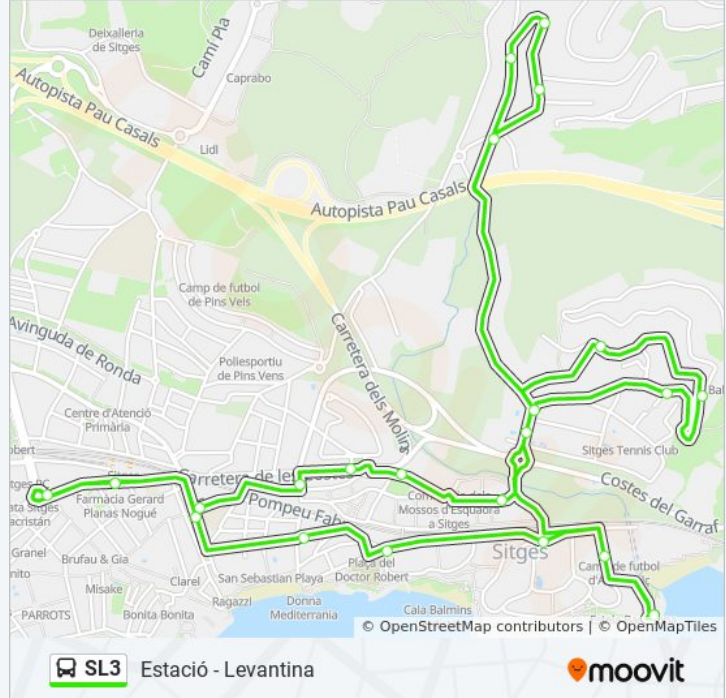 Deixalleria
de Sitges
Camí Pla
Caprabo
Autopista Pau Casals
Lidl
Autopista Pau Casals
Camp de futbol
de Pins Vels
Avinguda de Ronda
Carretera dels Molins
Poliesportiu
de Pins Vens
Centre d'Atenció
Primària
Bal
Sitges Tennis Club
Costes del Garraf
Carretera de les
Farmàcia Gerard
Planas Nogué
Pompeu Fab
Mossos d'Esquadra
a Sitges
Sitges
Granel
Brufau & Gia
Misake
Clarel
San Sebastian Playa
Playa del
Doctor Robert
PARROTS
Bonita Bonita
Ragazzi
Donna
Mediterrania
Cala Balmins
© OpenStreetMap contributors | © OpenMapTiles
SL3 Estació - Levantina
moovit